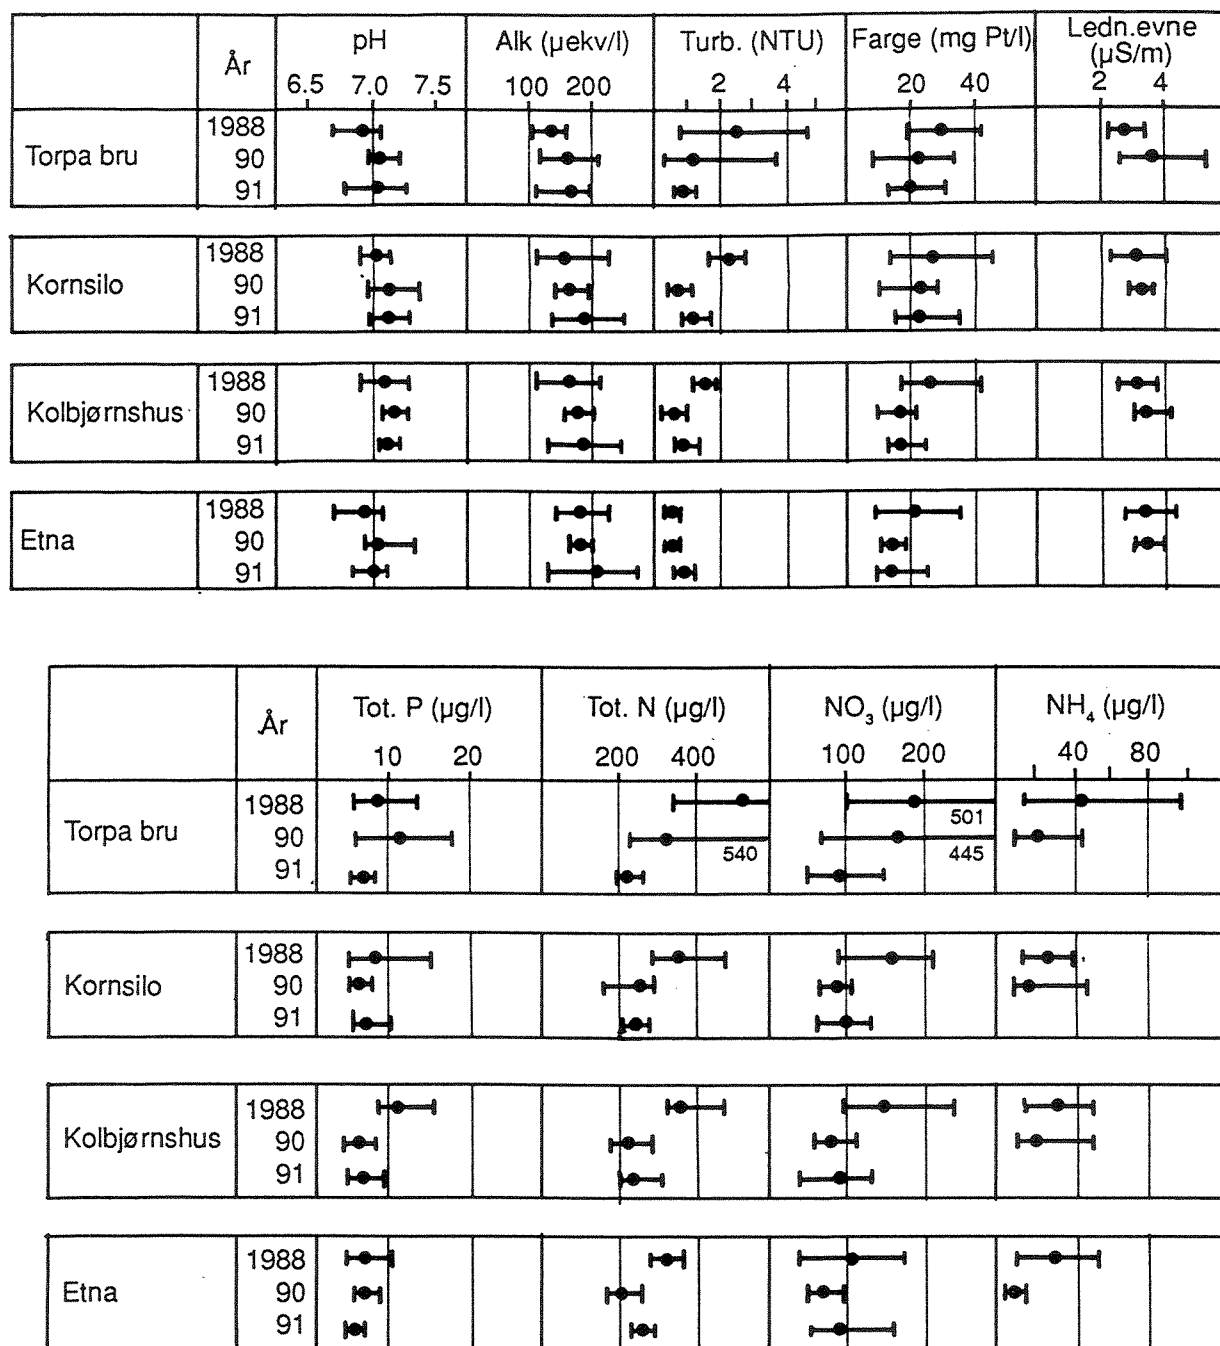 År pH Alk (µekv/l) Turb. (NTU) Farge (mg Pt/l) Ledn.evne (µS/m)
6.5 7.0 7.5 100 200 2 4 20 40 2 4
Torpa bru
1988
90
91
Kornsilo
1988
90
91
Kolbjørnshus
1988
90
91
Etna
1988
90
91
År Tot. P (µg/l) Tot. N (µg/l) NO₃ (µg/l) NH₄ (µg/l)
10 20 200 400 100 200 40 80
Torpa bru
1988
501
90
540 445
91
Kornsilo
1988
90
91
Kolbjørnshus
1988
90
91
Etna
1988
90
91